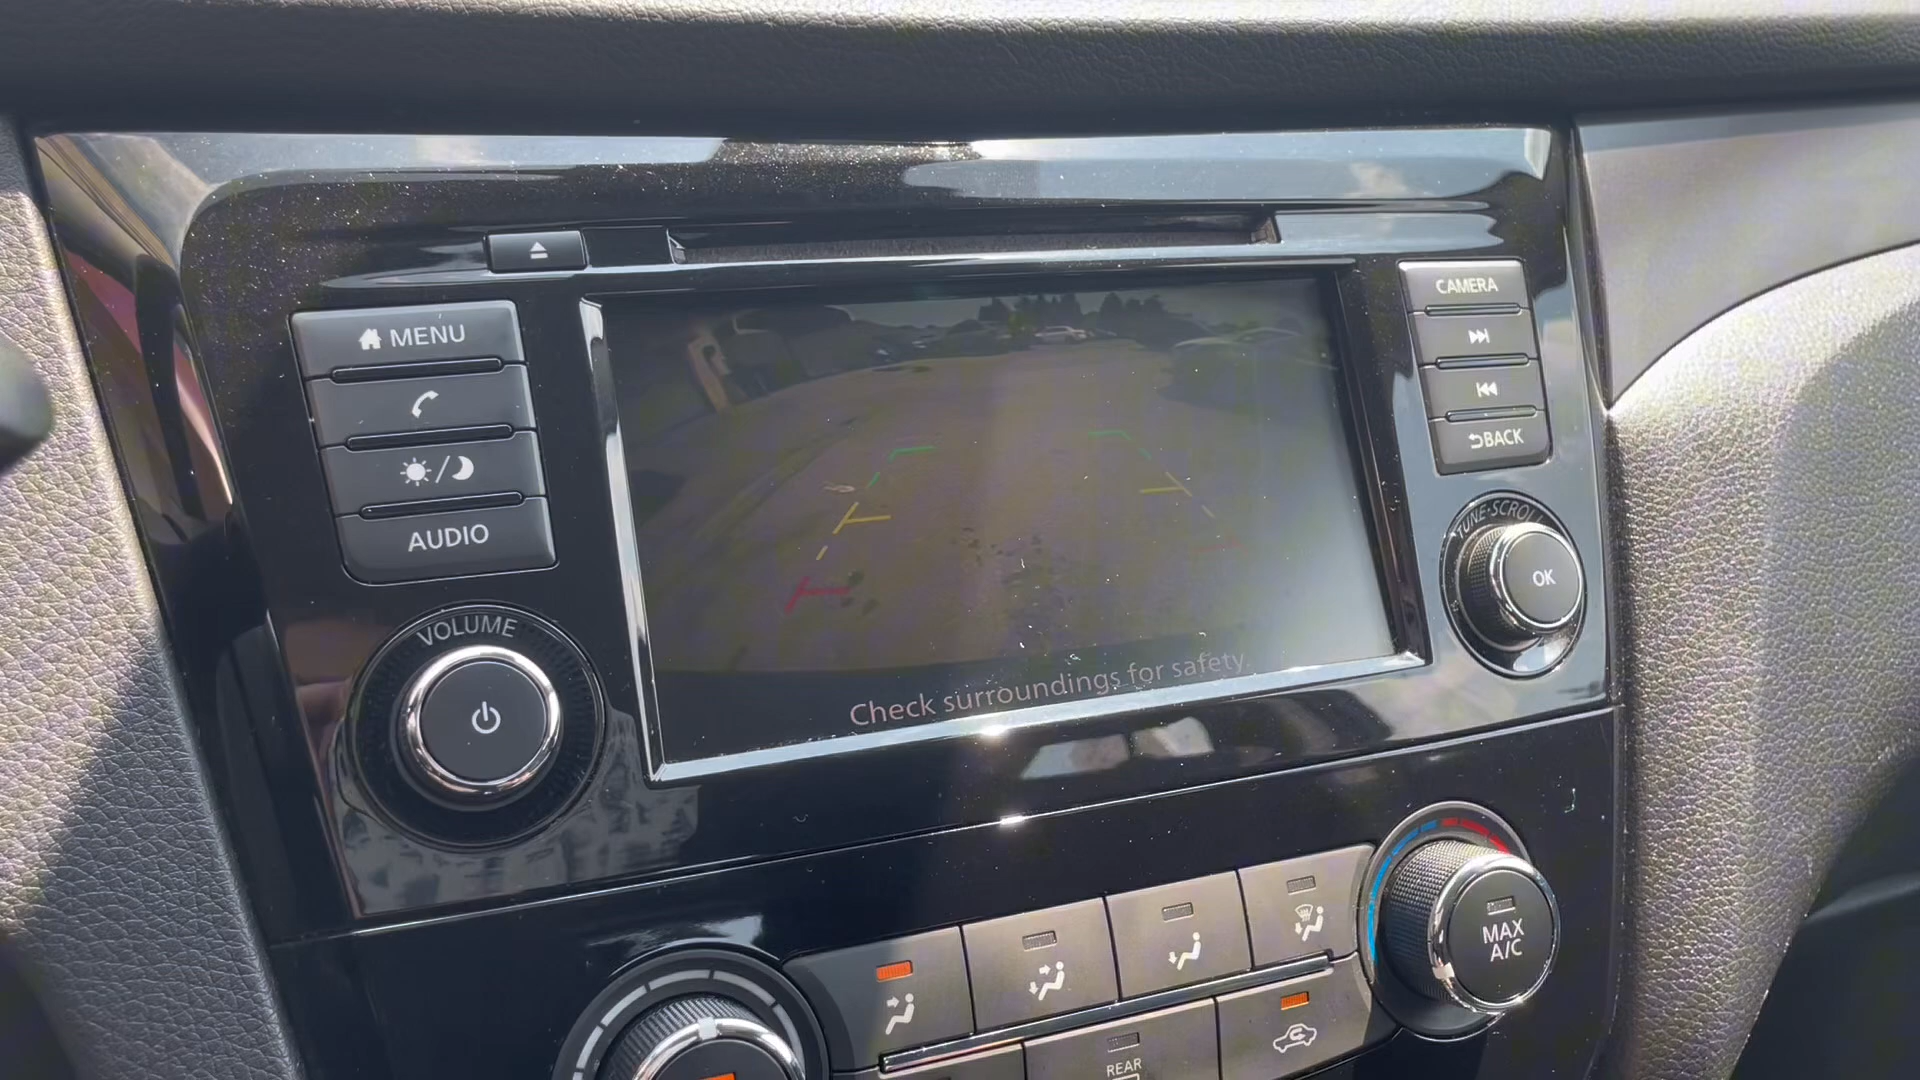 MENU
AUDIO
VOLUME
CAMERA
BACK
TUNE·SCROLL
OK
Check surroundings for safety.
MAX
A/C
REAR